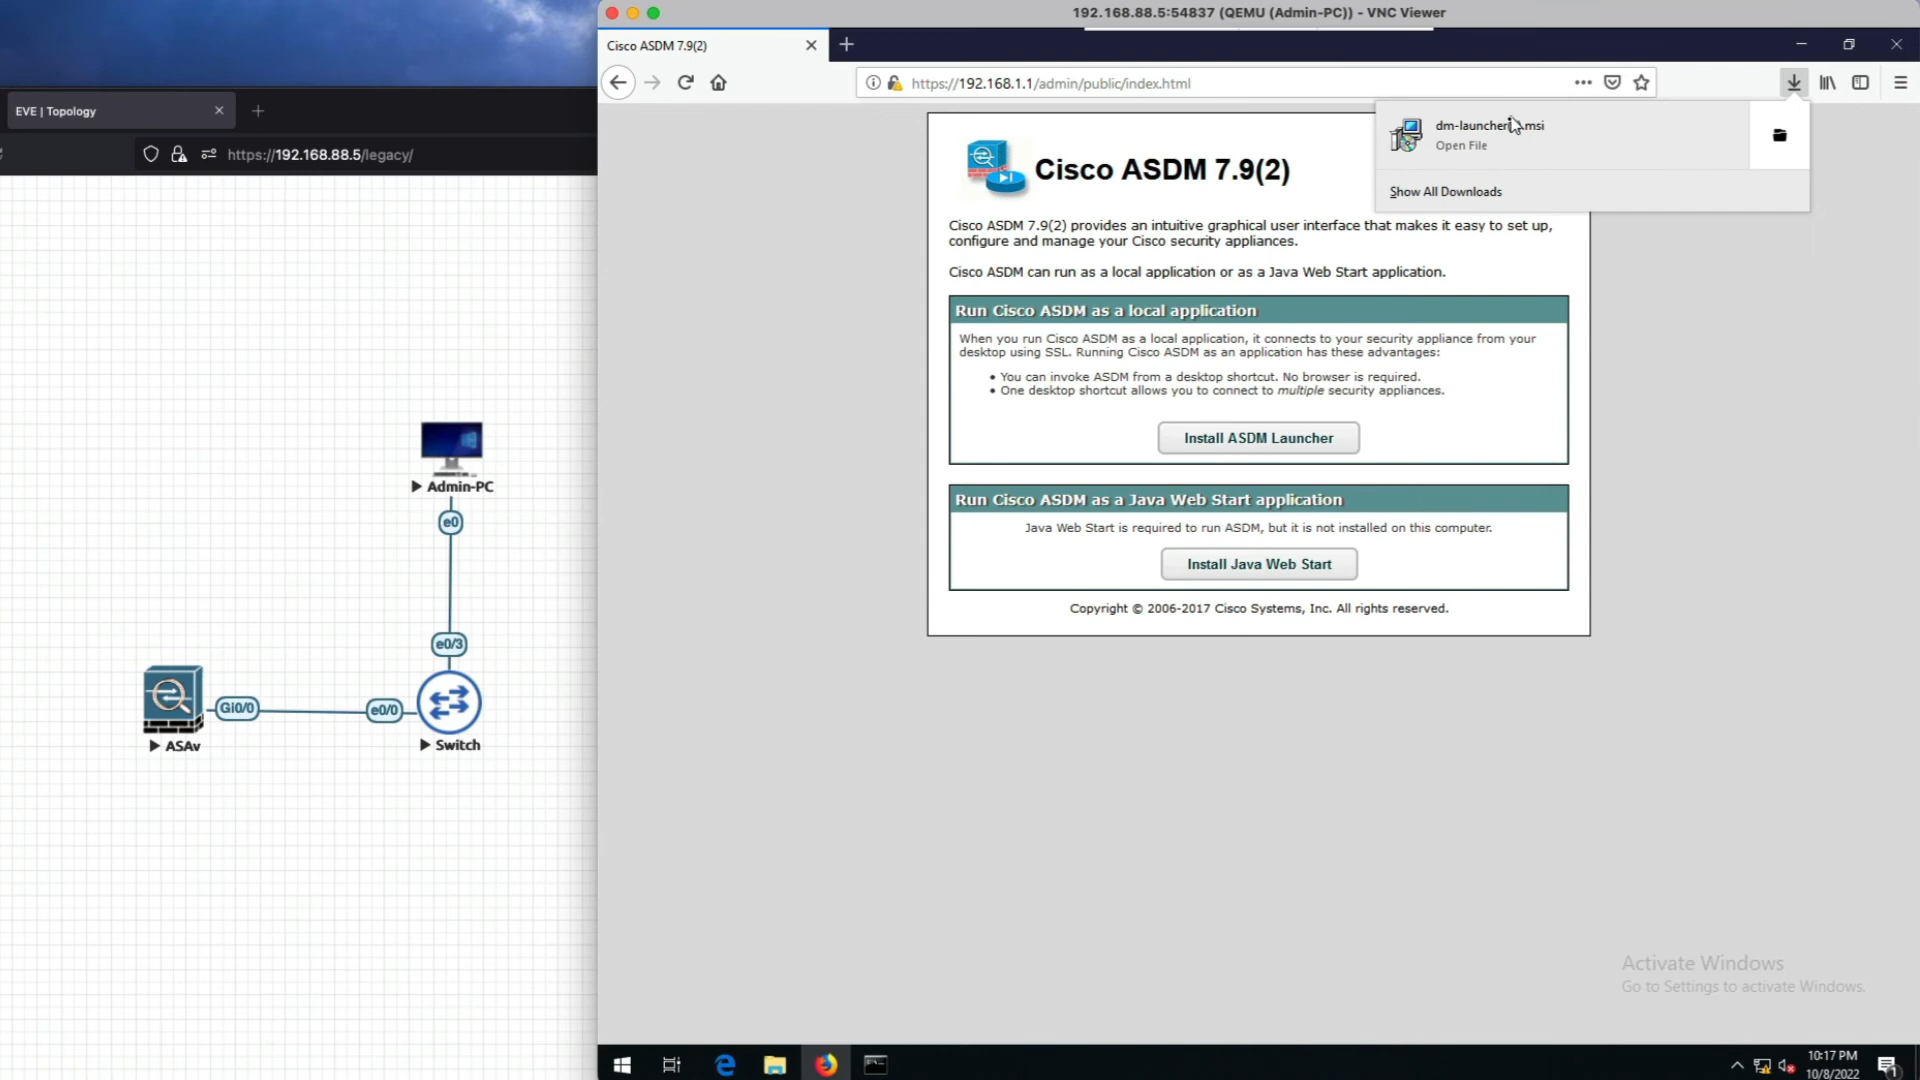 192.168.88.5:54837 (QEMU (Admin-PC)) - VNC Viewer
Cisco ASDM 7.9(2)
https://192.168.1.1/admin/public/index.html
EVE | Topology
https://192.168.88.5/legacy/
Open File
Show All Downloads
Cisco ASDM 7.9(2)
Cisco ASDM 7.9(2) provides an intuitive graphical user interface that makes it easy to set up,
configure and manage your Cisco security appliances.
Cisco ASDM can run as a local application or as a Java Web Start application.
Run Cisco ASDM as a local application
When you run Cisco ASDM as a local application, it connects to your security appliance from your
desktop using SSL. Running Cisco ASDM as an application has these advantages:
• You can invoke ASDM from a desktop shortcut. No browser is required.
• One desktop shortcut allows you to connect to multiple security appliances.
Install ASDM Launcher
Run Cisco ASDM as a Java Web Start application
Java Web Start is required to run ASDM, but it is not installed on this computer.
Install Java Web Start
Copyright © 2006-2017 Cisco Systems, Inc. All rights reserved.
Admin-PC
e0
e0/3
Gi0/0
e0/0
ASAv
Switch
Activate Windows
Go to Settings to activate Windows.
10:17 PM
10/8/2022
1